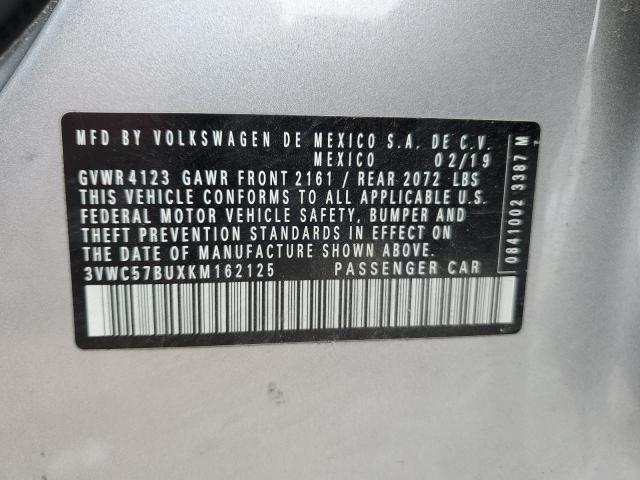 MFD BY VOLKSWAGEN DE MEXICO S.A. DE C.V.
MEXICO 02/19
GVWR 4123 GAWR FRONT 2161 / REAR 2072 LBS
THIS VEHICLE CONFORMS TO ALL APPLICABLE U.S.
FEDERAL MOTOR VEHICLE SAFETY, BUMPER AND
THEFT PREVENTION STANDARDS IN EFFECT ON
THE DATE OF MANUFACTURE SHOWN ABOVE.
3VWC57BUXKM162125 PASSENGER CAR
0841002 3387 M